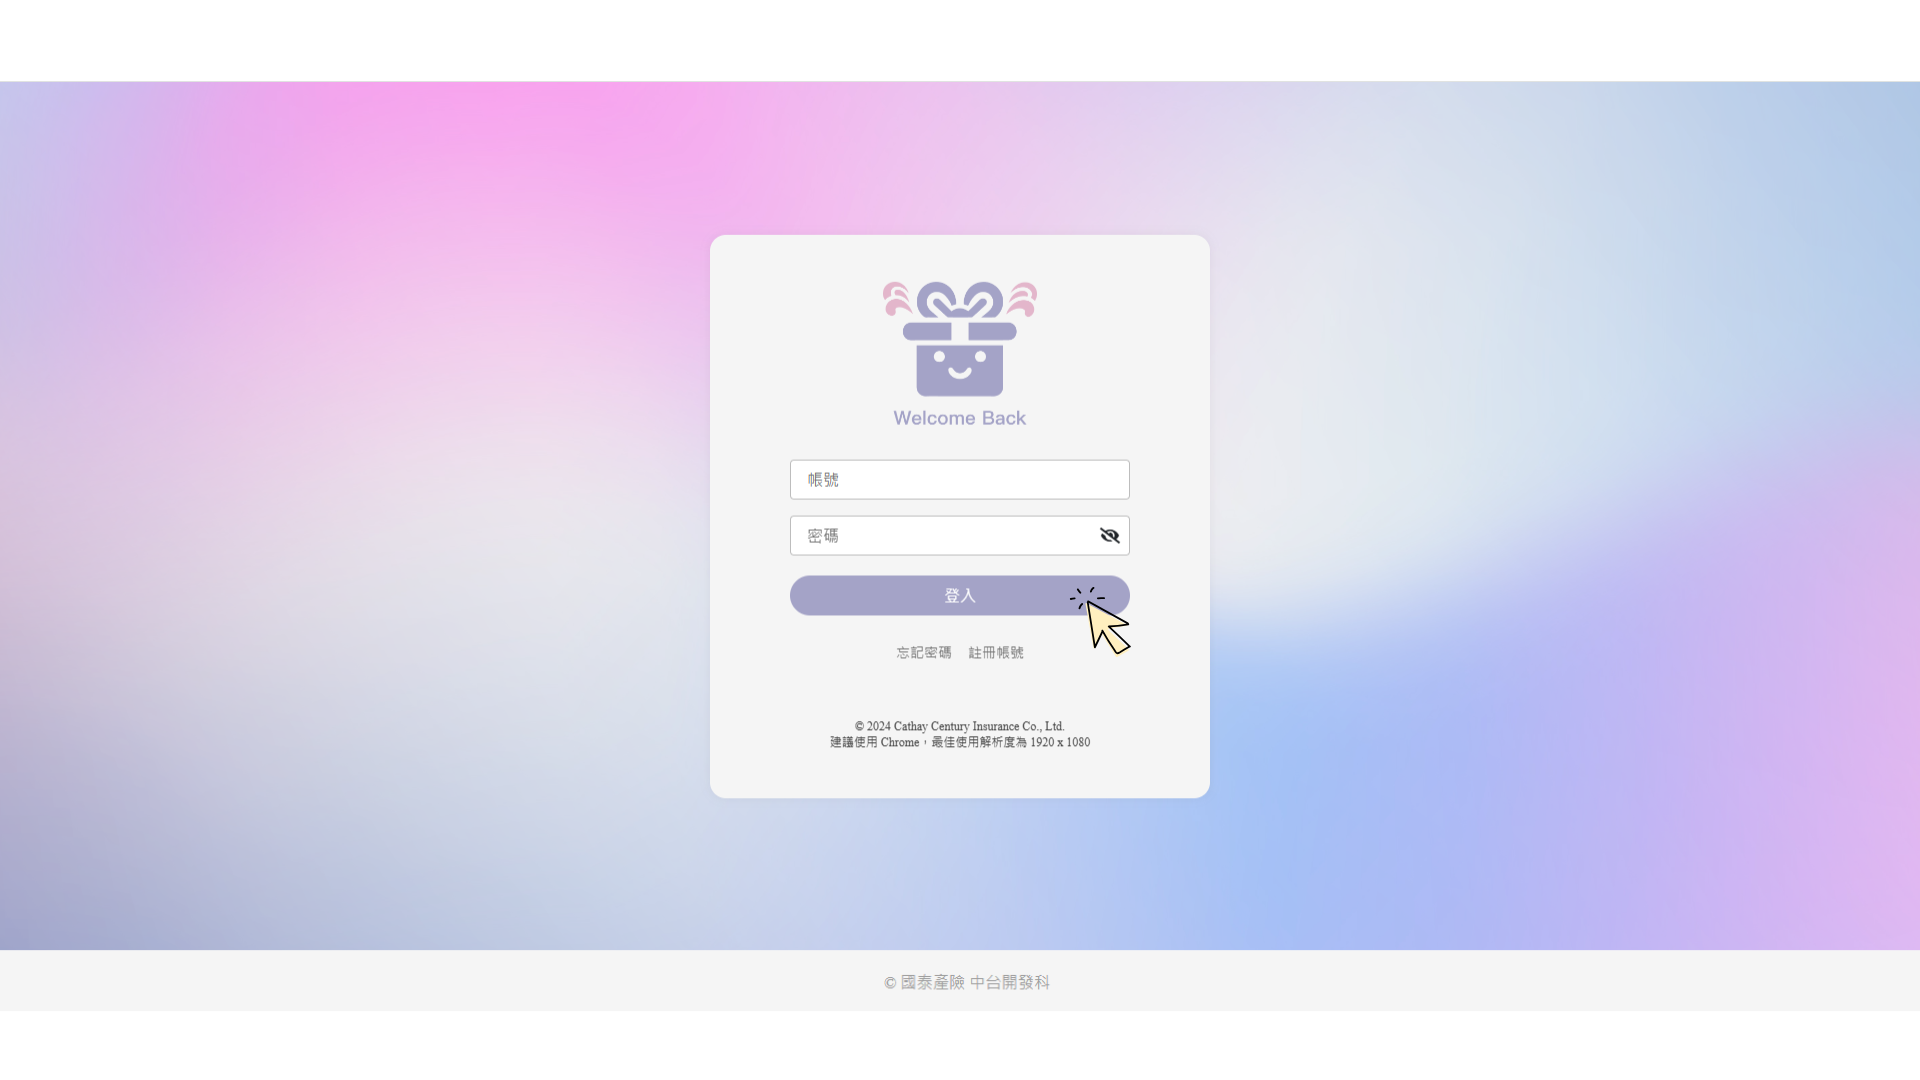 Welcome Back
帳號
密碼
登入
忘記密碼 註冊帳號
© 2024 Cathay Century Insurance Co., Ltd.
建議使用 Chrome，最佳使用解析度為 1920 x 1080
© 國泰產險 中台開發科